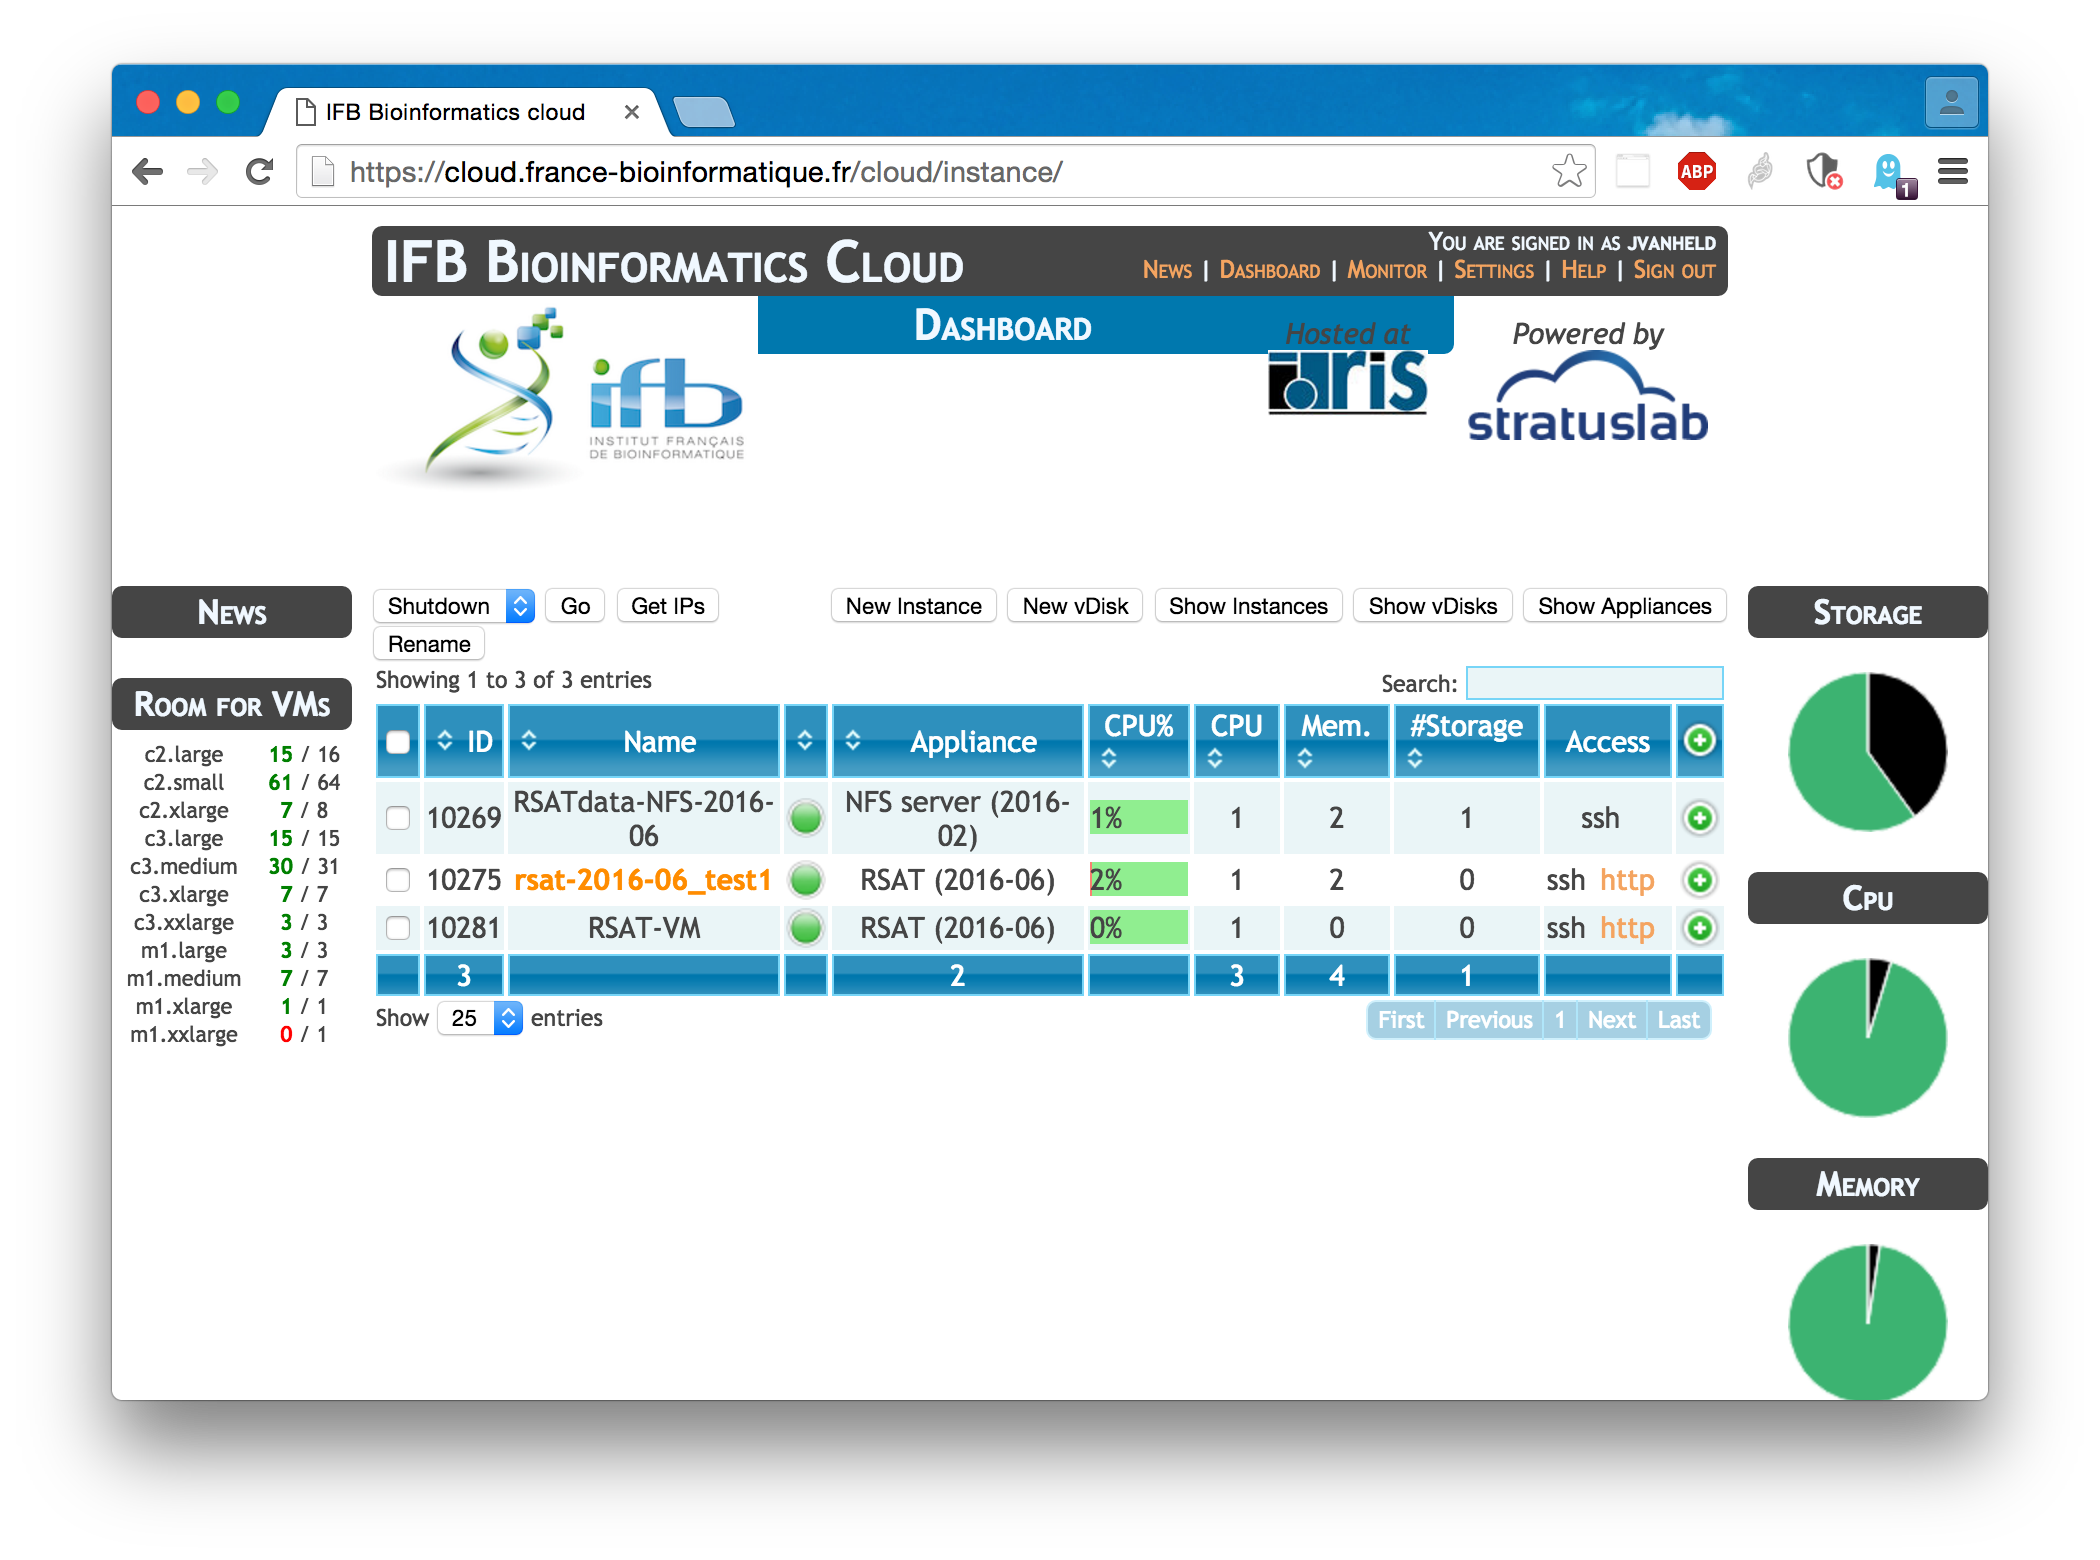 IFB Bioinformatics cloud
https://cloud.france-bioinformatique.fr/cloud/instance/
ABP
1
IFB Bioinformatics Cloud
You are signed in as jvanheld
News | Dashboard | Monitor | Settings | Help | Sign out
Dashboard
Hosted at
idris
Powered by
stratuslab
ifb
INSTITUT FRANÇAIS
DE BIOINFORMATIQUE
News
Room for VMs
c2.large 15 / 16
c2.small 61 / 64
c2.xlarge 7 / 8
c3.large 15 / 15
c3.medium 30 / 31
c3.xlarge 7 / 7
c3.xxlarge 3 / 3
m1.large 3 / 3
m1.medium 7 / 7
m1.xlarge 1 / 1
m1.xxlarge 0 / 1
Shutdown Go Get IPs New Instance New vDisk Show Instances Show vDisks Show Appliances
Rename
Showing 1 to 3 of 3 entries Search:
ID Name Appliance CPU% CPU Mem. #Storage Access
10269 RSATdata-NFS-2016-06 NFS server (2016-02) 1% 1 2 1 ssh
10275 rsat-2016-06_test1 RSAT (2016-06) 2% 1 2 0 ssh http
10281 RSAT-VM RSAT (2016-06) 0% 1 0 0 ssh http
3 2 3 4 1
Show 25 entries First Previous 1 Next Last
Storage
Cpu
Memory